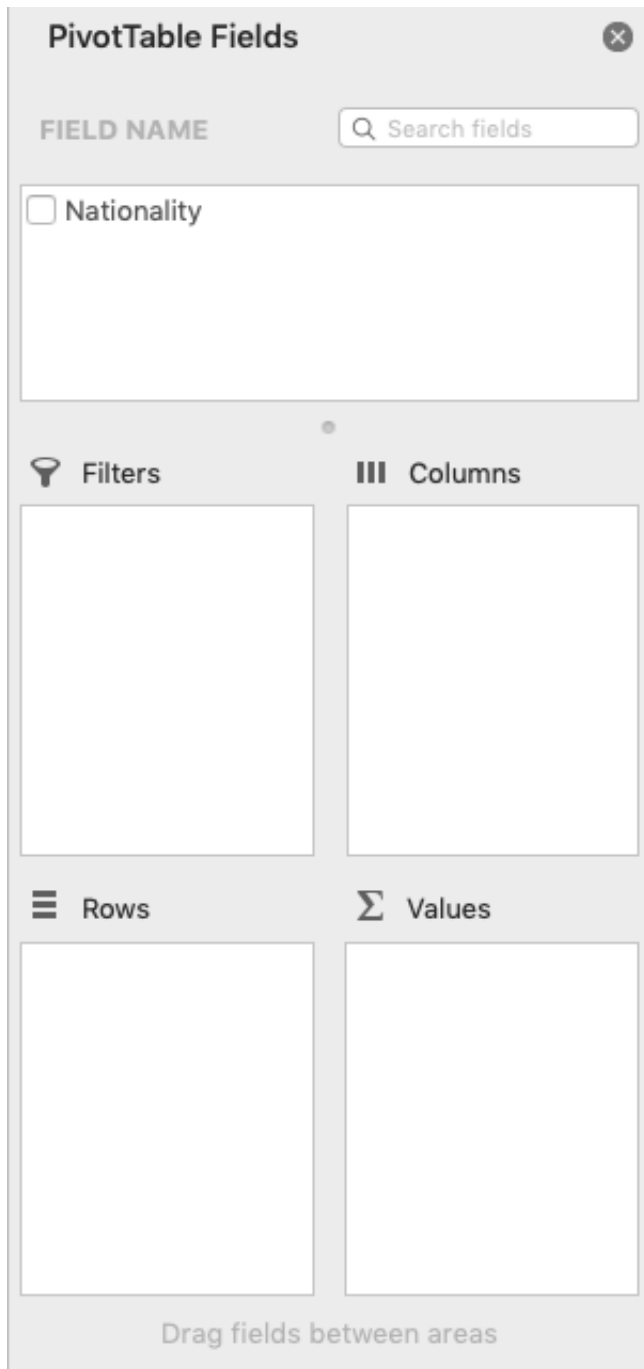 PivotTable Fields
FIELD NAME
Search fields
Nationality
Filters
Columns
Rows
Σ Values
Drag fields between areas